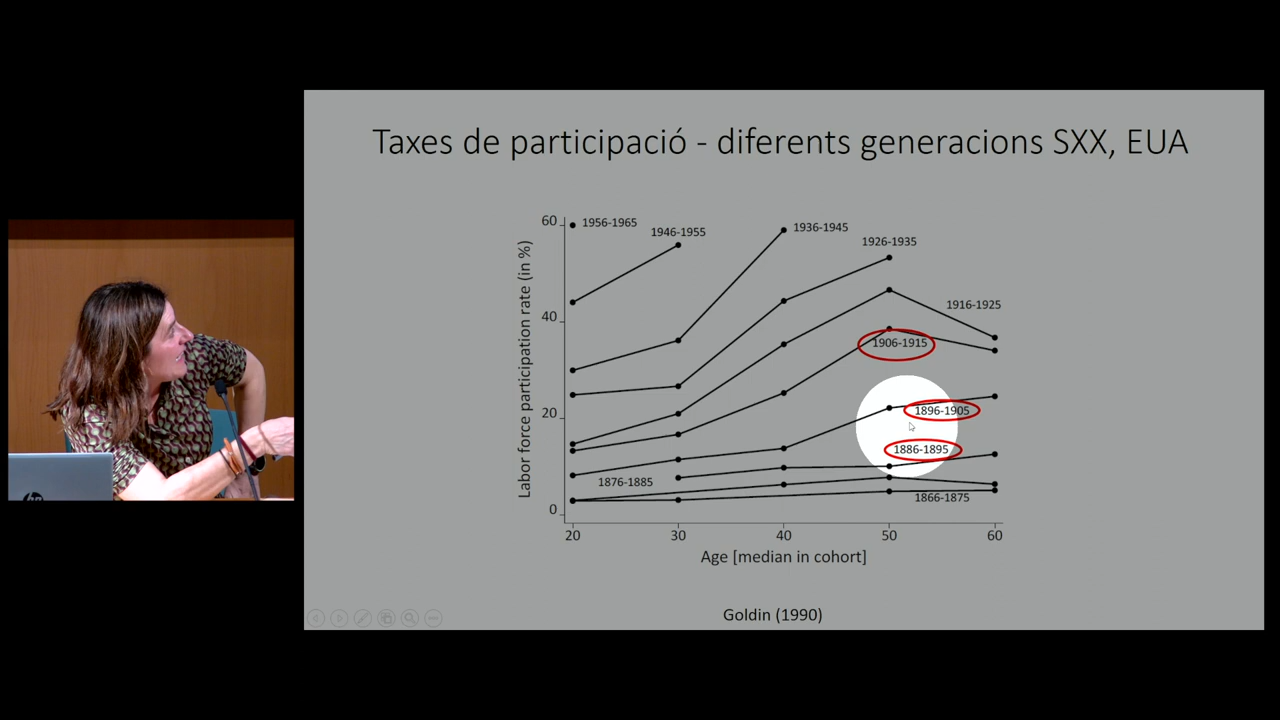 Taxes de participació - diferents generacions SXX, EUA
Labor force participation rate (in %)
60
40
20
0
1956-1965
1946-1955
1936-1945
1926-1935
1916-1925
1906-1915
1896-1905
1886-1895
1876-1885
1866-1875
20 30 40 50 60
Age [median in cohort]
Goldin (1990)
hp